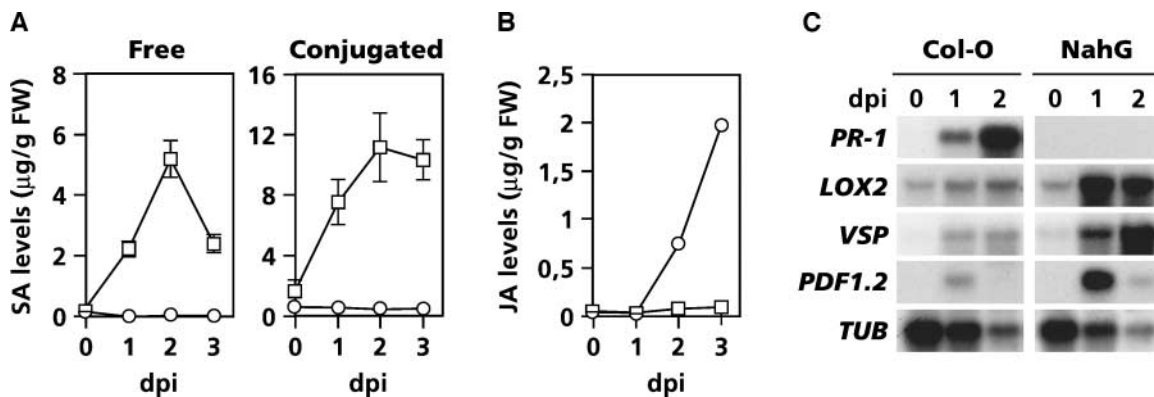 A
Free
Conjugated
SA levels (µg/g FW)
8
6
4
2
0
0 1 2 3
dpi
16
12
8
4
0
0 1 2 3
dpi
B
JA levels (µg/g FW)
2,5
2
1,5
1
0,5
0
0 1 2 3
dpi
C
Col-O NahG
dpi 0 1 2 0 1 2
PR-1
LOX2
VSP
PDF1.2
TUB